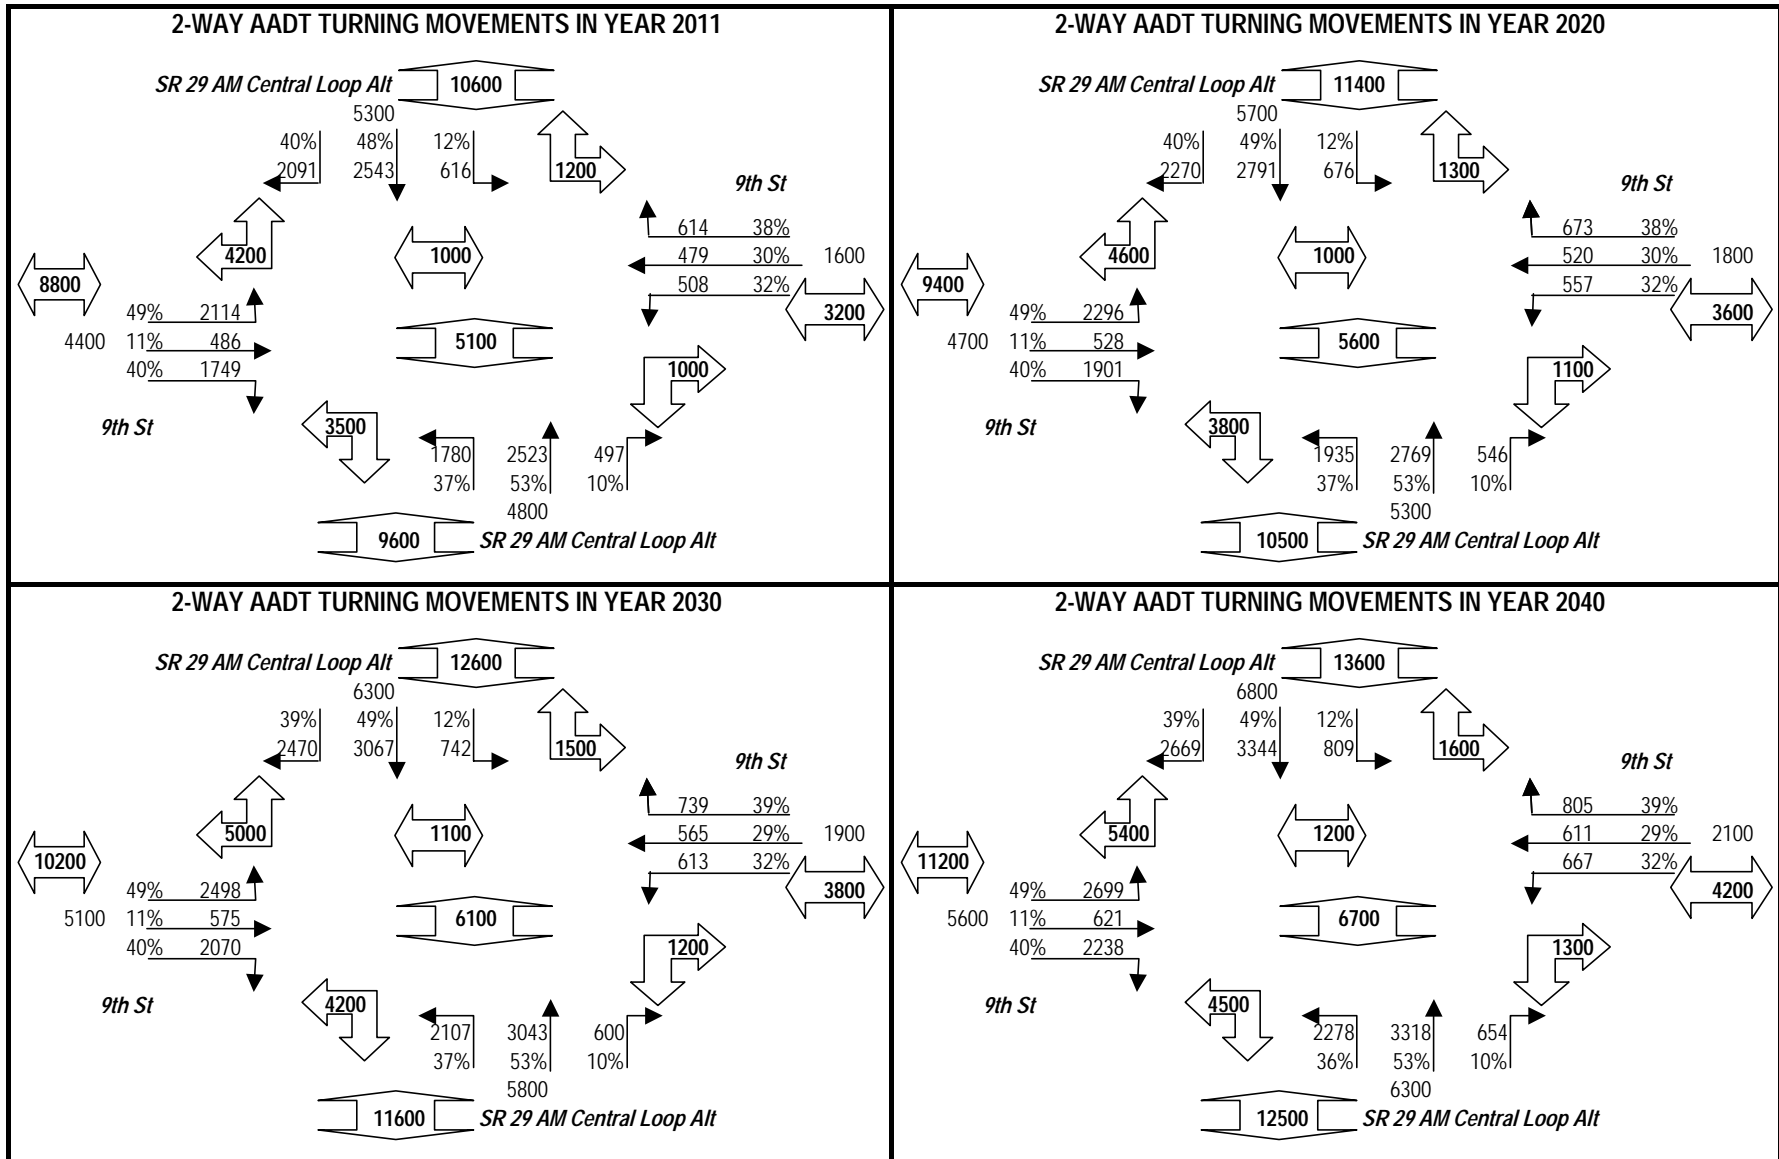 2-WAY AADT TURNING MOVEMENTS IN YEAR 2011
SR 29 AM Central Loop Alt 10600
5300
40% 48% 12%
2091 2543 616 1200
9th St
614 38%
4200 1000 479 30% 1600
8800 508 32%
49% 2114 3200
4400 11% 486 5100
40% 1749 1000
9th St 3500
1780 2523 497
37% 53% 10%
4800
9600 SR 29 AM Central Loop Alt
2-WAY AADT TURNING MOVEMENTS IN YEAR 2020
SR 29 AM Central Loop Alt 11400
5700
40% 49% 12%
2270 2791 676 1300
9th St
673 38%
4600 1000 520 30% 1800
9400 557 32%
49% 2296 3600
4700 11% 528 5600
40% 1901 1100
9th St 3800
1935 2769 546
37% 53% 10%
5300
10500 SR 29 AM Central Loop Alt
2-WAY AADT TURNING MOVEMENTS IN YEAR 2030
SR 29 AM Central Loop Alt 12600
6300
39% 49% 12%
2470 3067 742 1500
9th St
739 39%
5000 1100 565 29% 1900
10200 613 32%
49% 2498 3800
5100 11% 575 6100
40% 2070 1200
9th St 4200
2107 3043 600
37% 53% 10%
5800
11600 SR 29 AM Central Loop Alt
2-WAY AADT TURNING MOVEMENTS IN YEAR 2040
SR 29 AM Central Loop Alt 13600
6800
39% 49% 12%
2669 3344 809 1600
9th St
805 39%
5400 1200 611 29% 2100
11200 667 32%
49% 2699 4200
5600 11% 621 6700
40% 2238 1300
9th St 4500
2278 3318 654
36% 53% 10%
6300
12500 SR 29 AM Central Loop Alt